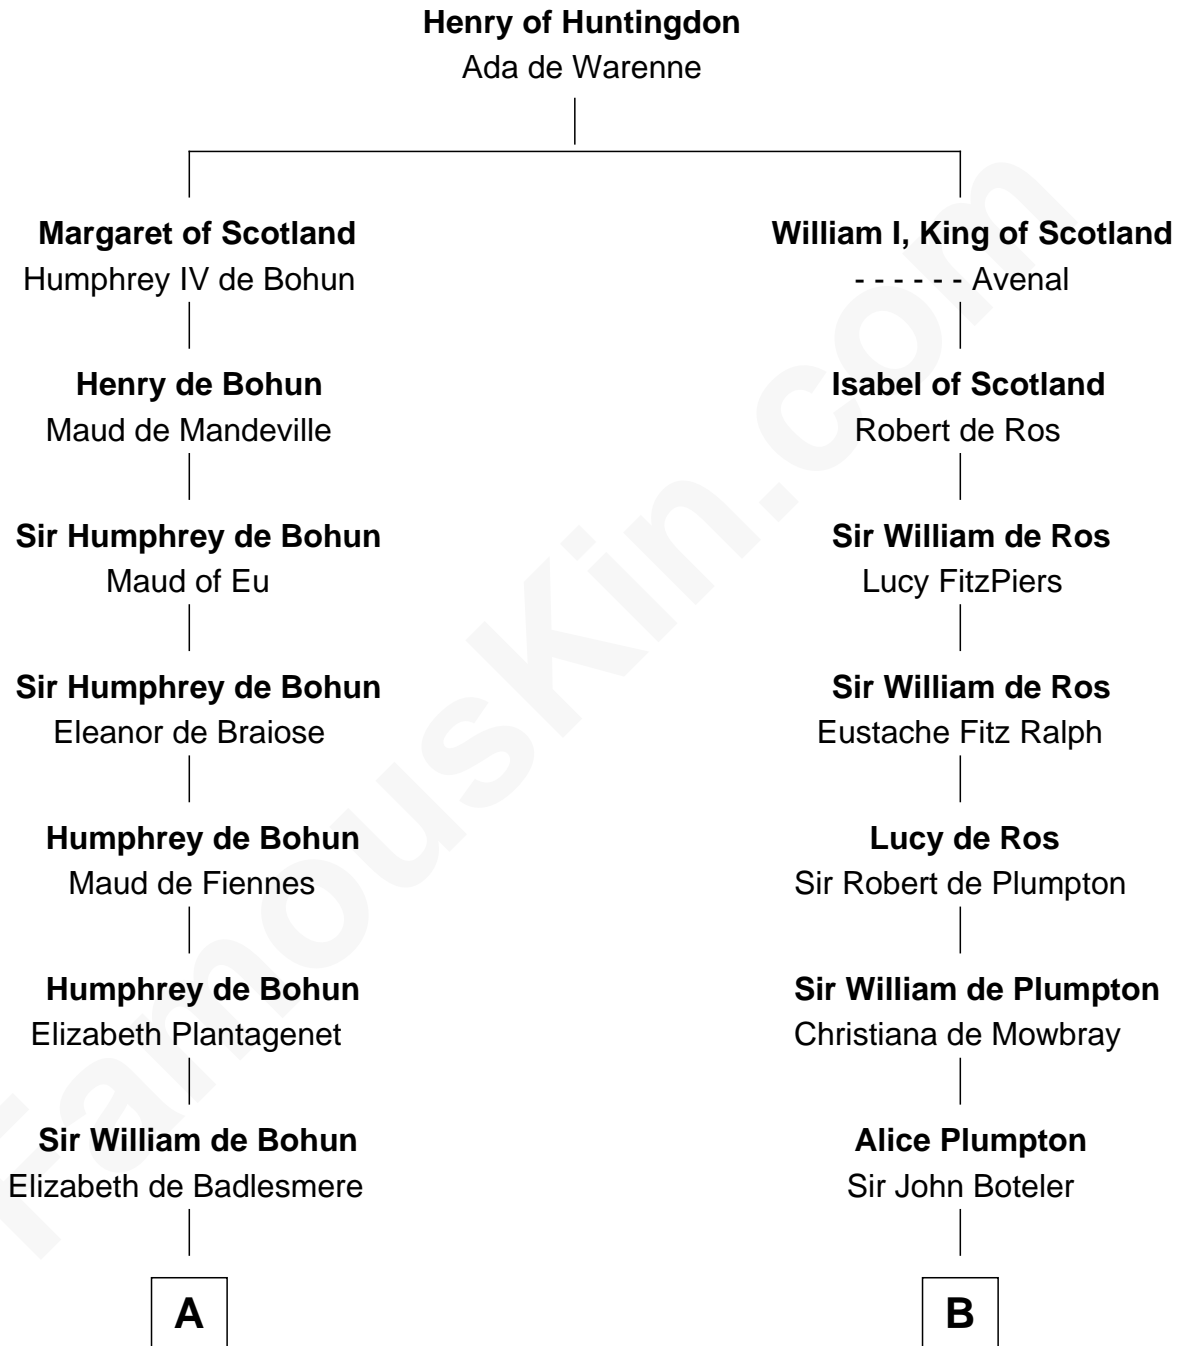 Henry of Huntingdon
Ada de Warenne
Margaret of Scotland
Humphrey IV de Bohun
William I, King of Scotland
- - - - - - Avenal
Henry de Bohun
Maud de Mandeville
Isabel of Scotland
Robert de Ros
Sir Humphrey de Bohun
Maud of Eu
Sir William de Ros
Lucy FitzPiers
Sir Humphrey de Bohun
Eleanor de Braiose
Sir William de Ros
Eustache Fitz Ralph
Humphrey de Bohun
Maud de Fiennes
Lucy de Ros
Sir Robert de Plumpton
Humphrey de Bohun
Elizabeth Plantagenet
Sir William de Plumpton
Christiana de Mowbray
Sir William de Bohun
Elizabeth de Badlesmere
Alice Plumpton
Sir John Boteler
A
B
FamousKin.com